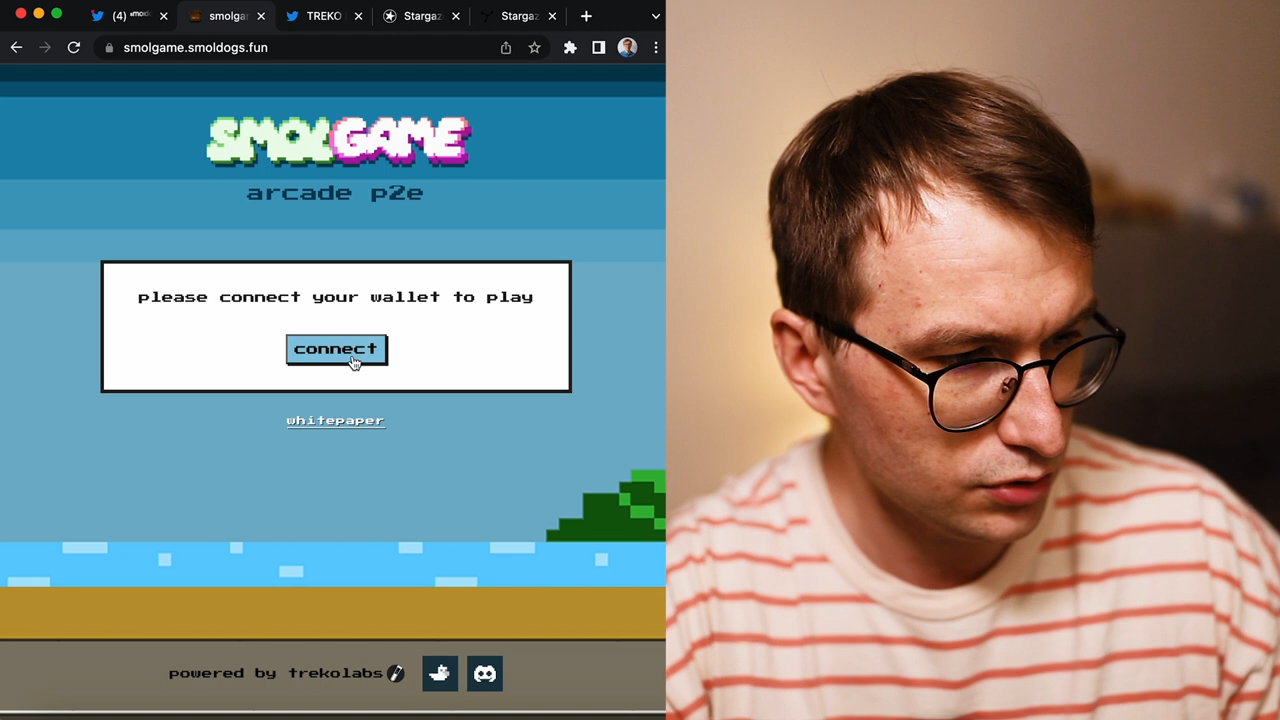 (4)
smolga
TREKO
Stargaz
Stargaz
smolgame.smoldogs.fun
SMOLGAME
arcade p2e
please connect your wallet to play
connect
whitepaper
powered by trekolabs